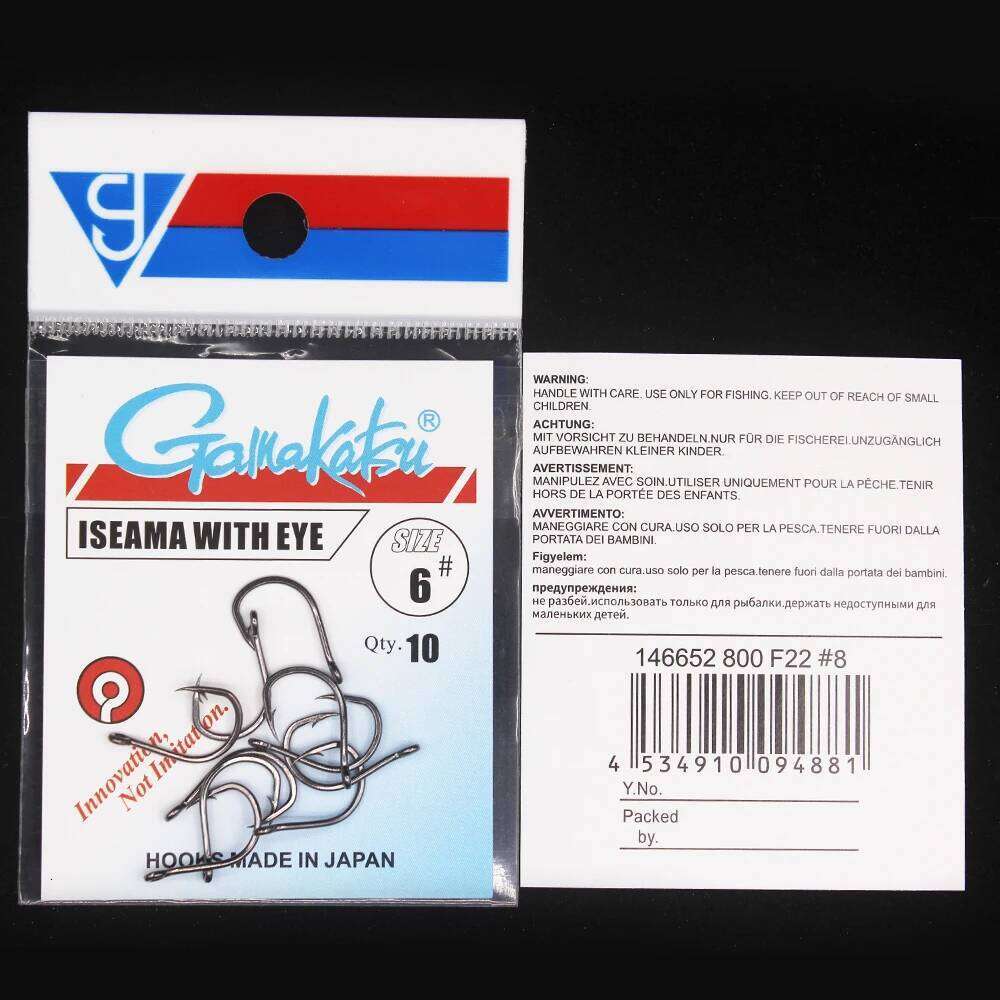 Gamakatsu®
ISEAMA WITH EYE
SIZE
6#
Qty. 10
Innovation,
Not Imitation.
HOOKS MADE IN JAPAN
WARNING:
HANDLE WITH CARE. USE ONLY FOR FISHING. KEEP OUT OF REACH OF SMALL
CHILDREN.
ACHTUNG:
MIT VORSICHT ZU BEHANDELN.NUR FÜR DIE FISCHEREI.UNZUGÄNGLICH
AUFBEWAHREN KLEINER KINDER.
AVERTISSEMENT:
MANIPULEZ AVEC SOIN.UTILISER UNIQUEMENT POUR LA PÊCHE.TENIR
HORS DE LA PORTÉE DES ENFANTS.
AVVERTIMENTO:
MANEGGIARE CON CURA.USO SOLO PER LA PESCA.TENERE FUORI DALLA
PORTATA DEI BAMBINI.
Figyelem:
maneggiare con cura.uso solo per la pesca.tenere fuori dalla portata dei bambini.
предупреждения:
не разбей.использовать только для рыбалки.держать недоступными для
маленьких детей.
146652 800 F22 #8
4 534910 094881
Y.No.
Packed
by.